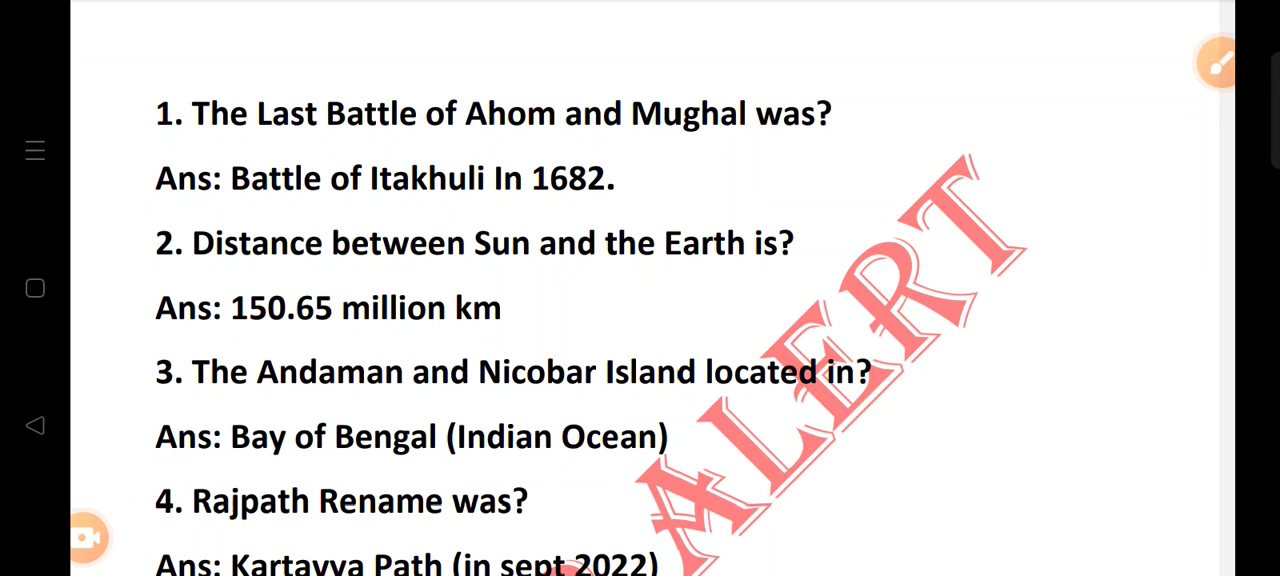 1. The Last Battle of Ahom and Mughal was?
Ans: Battle of Itakhuli In 1682.
2. Distance between Sun and the Earth is?
Ans: 150.65 million km
3. The Andaman and Nicobar Island located in?
Ans: Bay of Bengal (Indian Ocean)
4. Rajpath Rename was?
Ans: Kartavya Path (in sept 2022)
ALERT